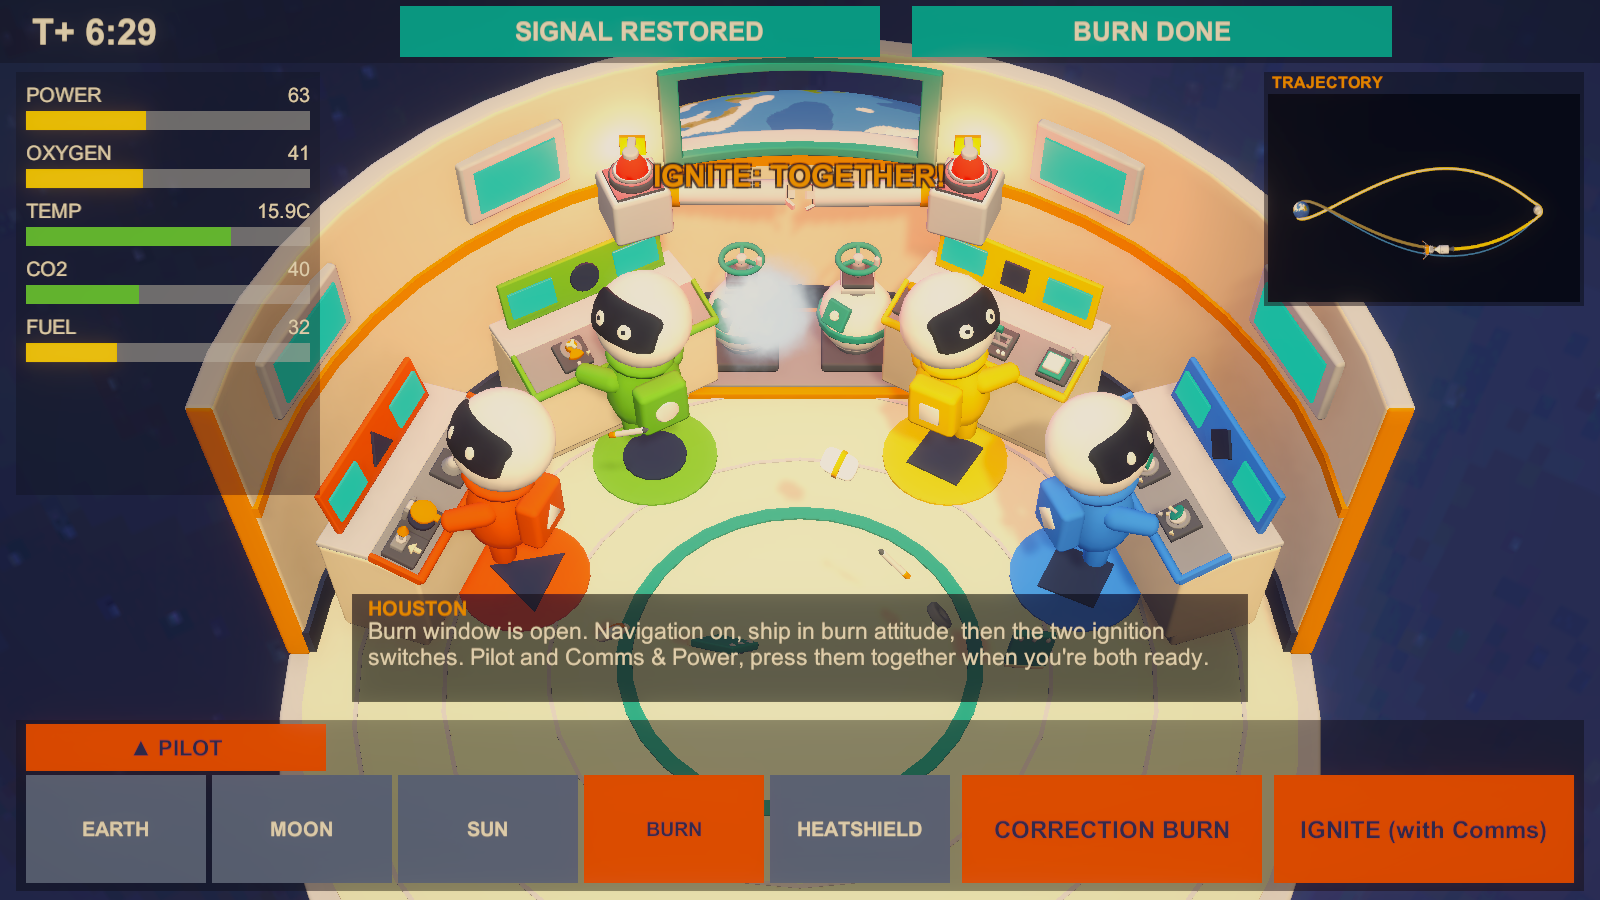 T+ 6:29
SIGNAL RESTORED
BURN DONE
POWER 63
OXYGEN 41
TEMP 15.9C
CO2 40
FUEL 32
TRAJECTORY
IGNITE: TOGETHER!
HOUSTON
Burn window is open. Navigation on, ship in burn attitude, then the two ignition
switches. Pilot and Comms & Power, press them together when you're both ready.
▲ PILOT
EARTH
MOON
SUN
BURN
HEATSHIELD
CORRECTION BURN
IGNITE (with Comms)